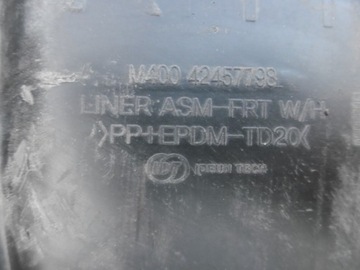 M400 42457798
LINER ASM-FRT W/H
>PP+EPDM-TD20<